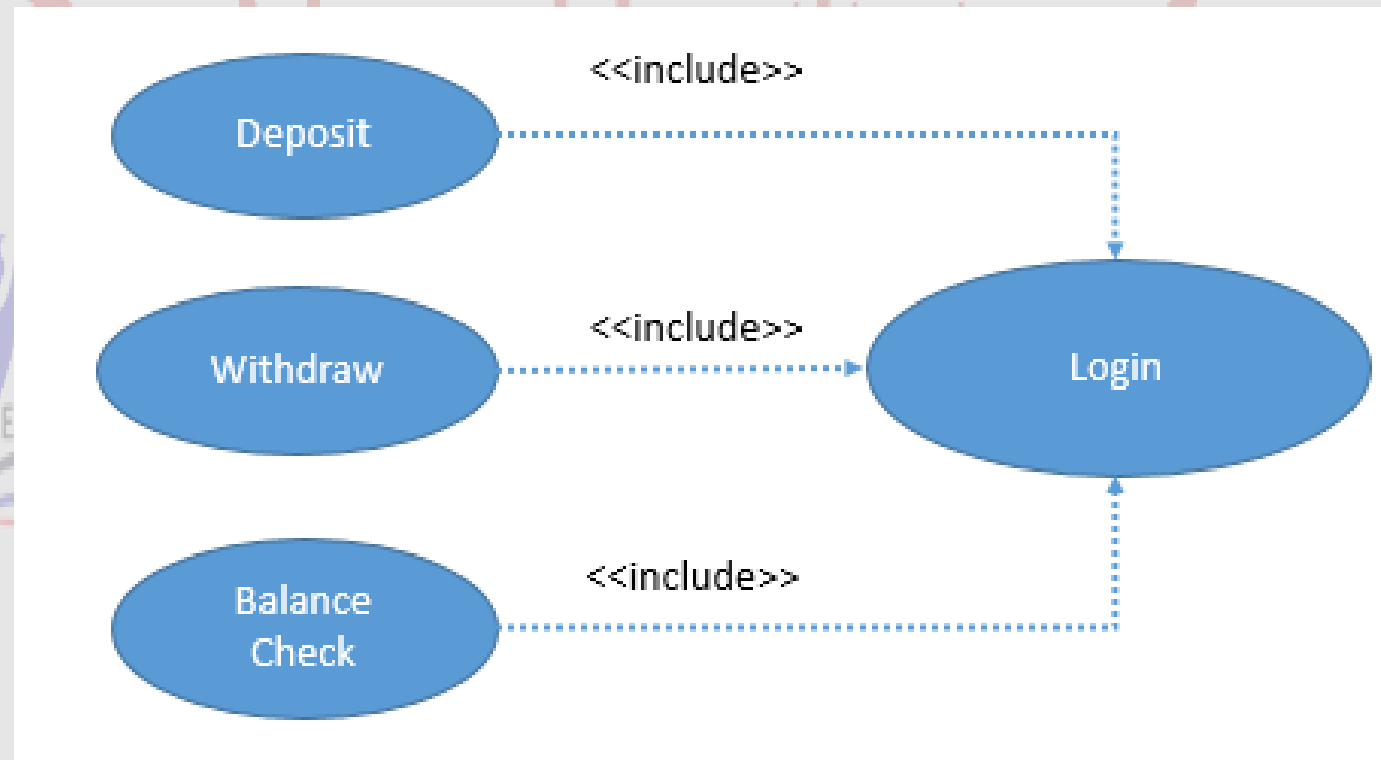 <<include>>
Deposit
<<include>>
Withdraw
Login
<<include>>
Balance
Check